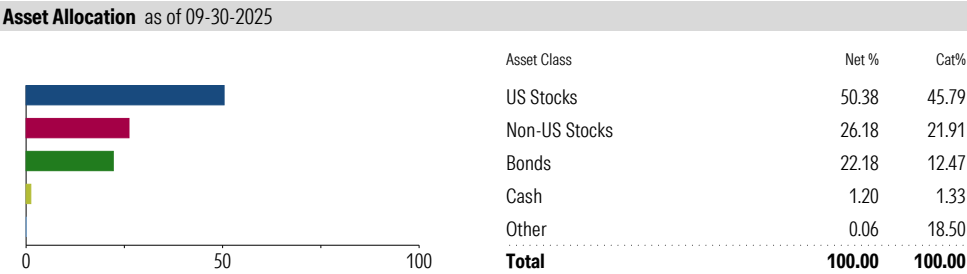 Asset Allocation as of 09-30-2025
0 50 100
Asset Class Net % Cat%
US Stocks 50.38 45.79
Non-US Stocks 26.18 21.91
Bonds 22.18 12.47
Cash 1.20 1.33
Other 0.06 18.50
Total 100.00 100.00